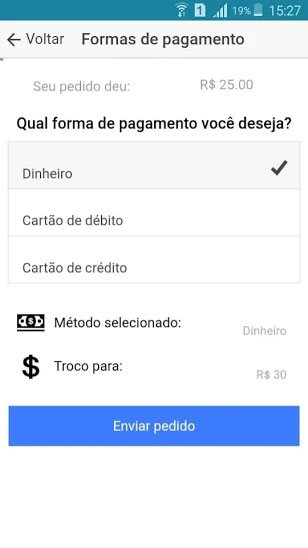 1 19% 15:27
Voltar Formas de pagamento
Seu pedido deu: R$ 25.00
Qual forma de pagamento você deseja?
Dinheiro
Cartão de débito
Cartão de crédito
Método selecionado: Dinheiro
Troco para: R$ 30
Enviar pedido